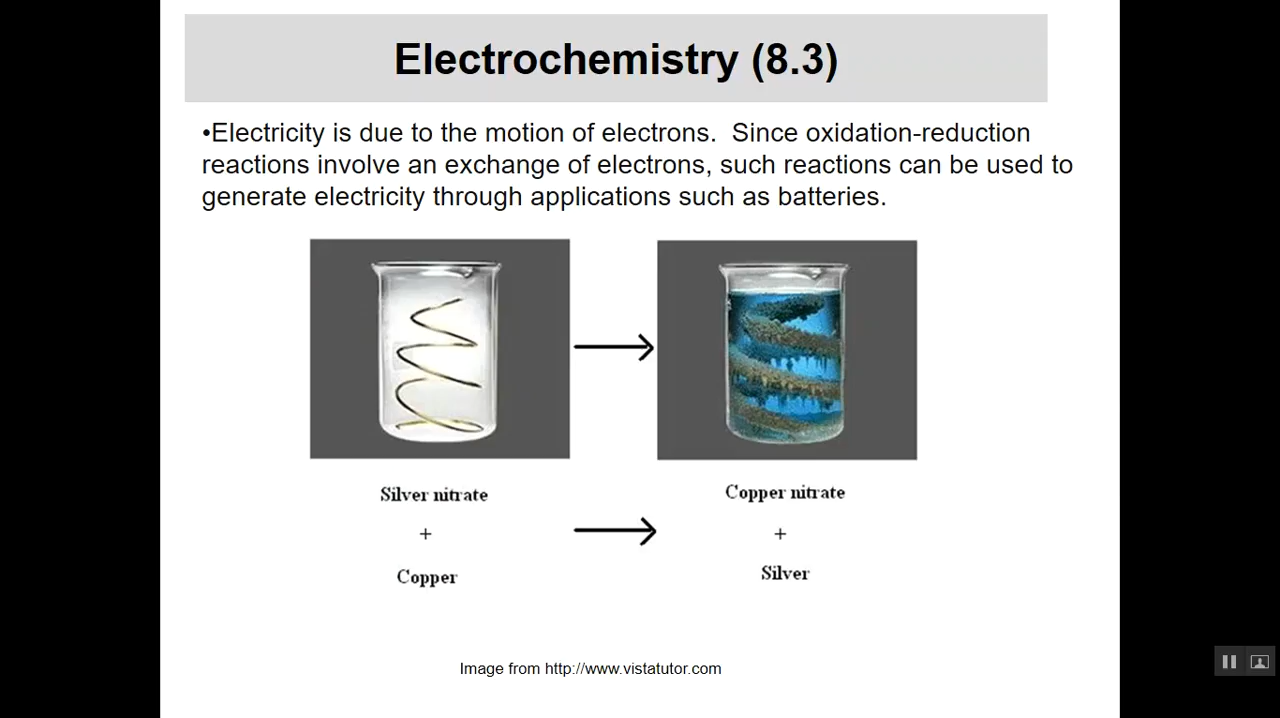 Electrochemistry (8.3)
•Electricity is due to the motion of electrons.  Since oxidation-reduction
reactions involve an exchange of electrons, such reactions can be used to
generate electricity through applications such as batteries.
Silver nitrate
+
Copper
Copper nitrate
+
Silver
Image from http://www.vistatutor.com